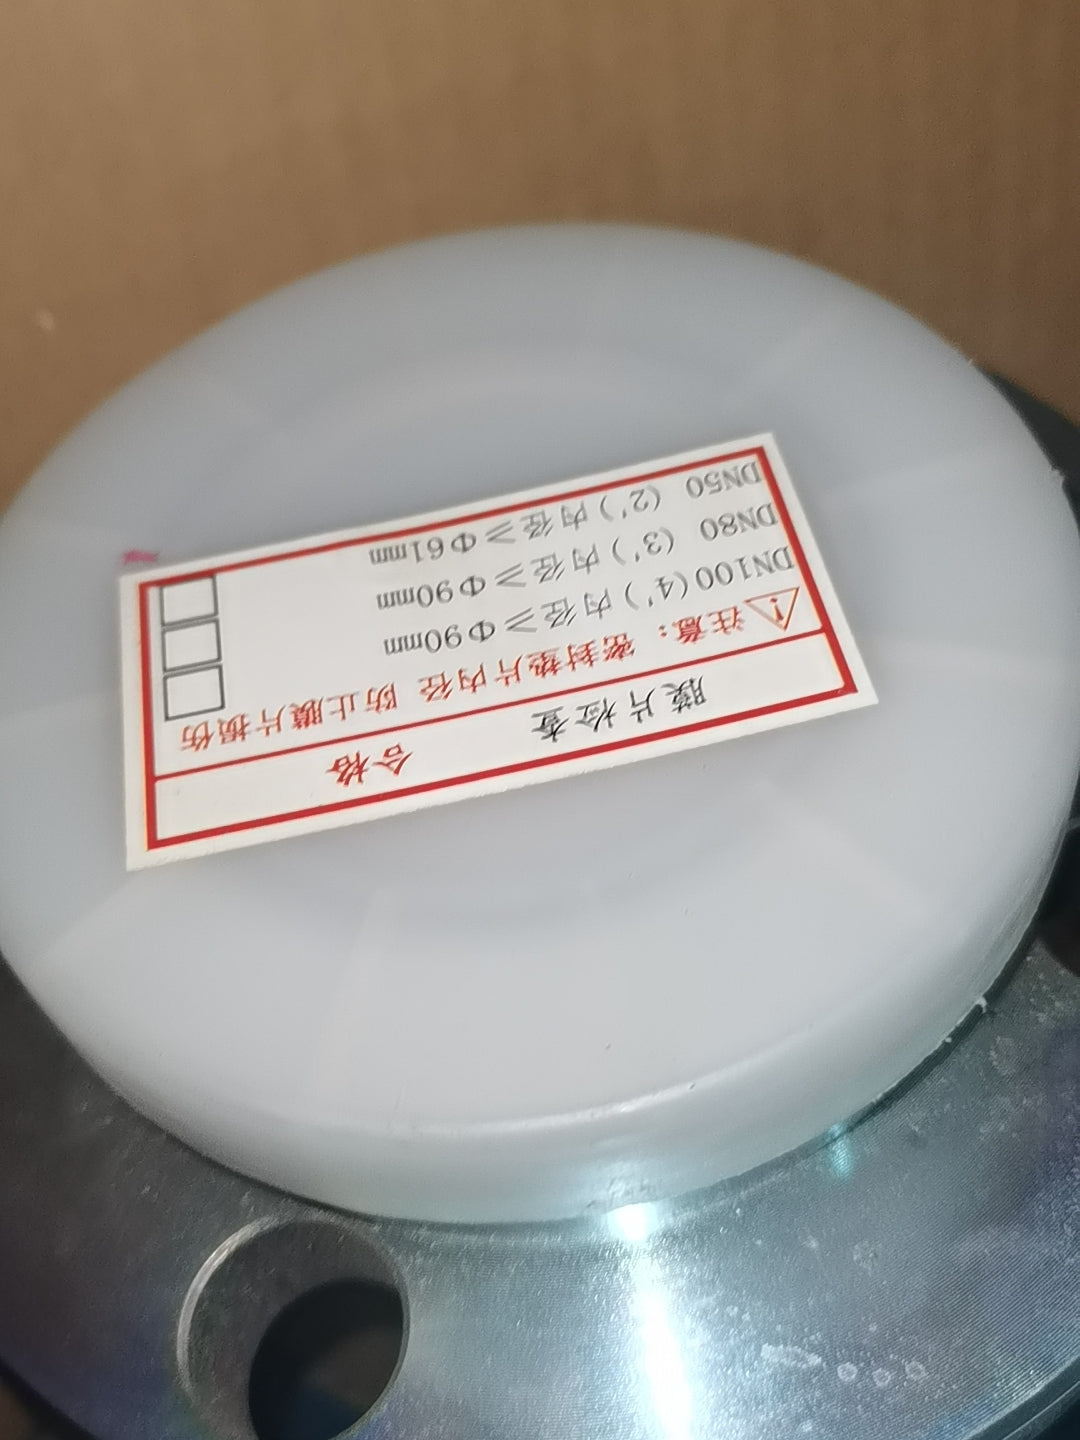 膜片检查 合格
⚠注意：密封垫片内径 防止膜片损伤
DN100(4')内径≥Φ90mm □
DN80 (3')内径≥Φ90mm □
DN50 (2')内径≥Φ61mm □